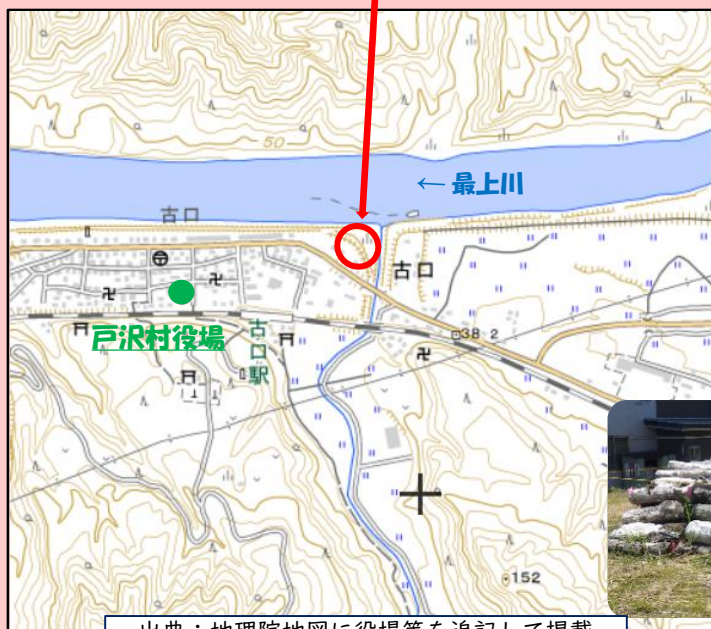 50
← 最上川
古口
古口
戸沢村役場
古口駅
38 2
152
出典：地理院地図に役場等を追記して掲載